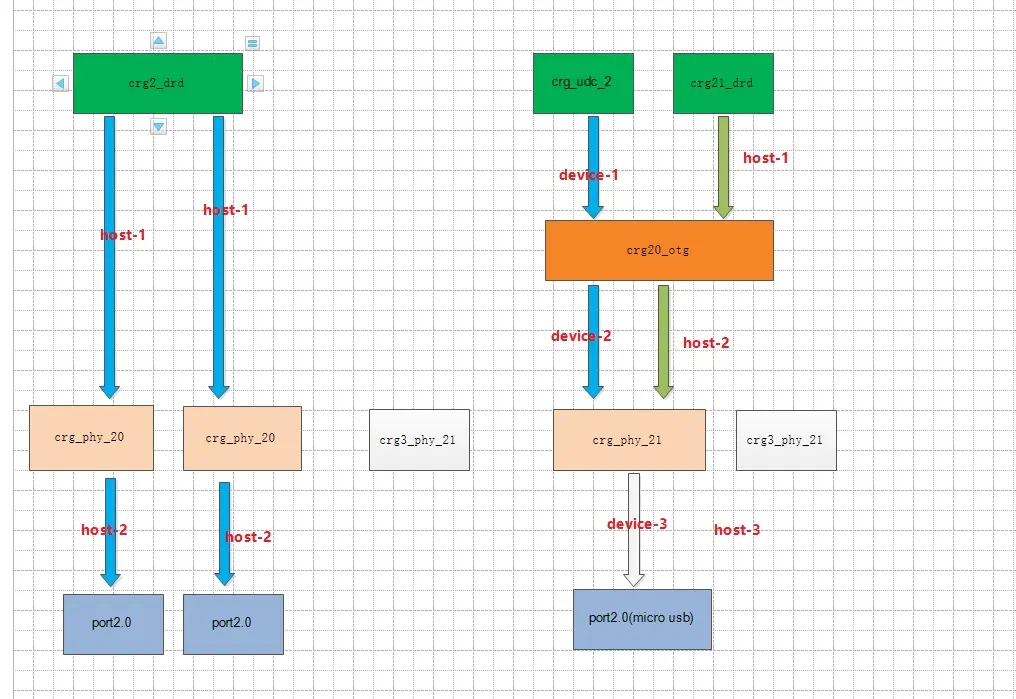 crg2_drd
crg_udc_2
crg21_drd
host-1
device-1
host-1
host-1
crg20_otg
device-2
host-2
crg_phy_20
crg_phy_20
crg3_phy_21
crg_phy_21
crg3_phy_21
host-2
host-2
device-3
host-3
port2.0
port2.0
port2.0(micro usb)